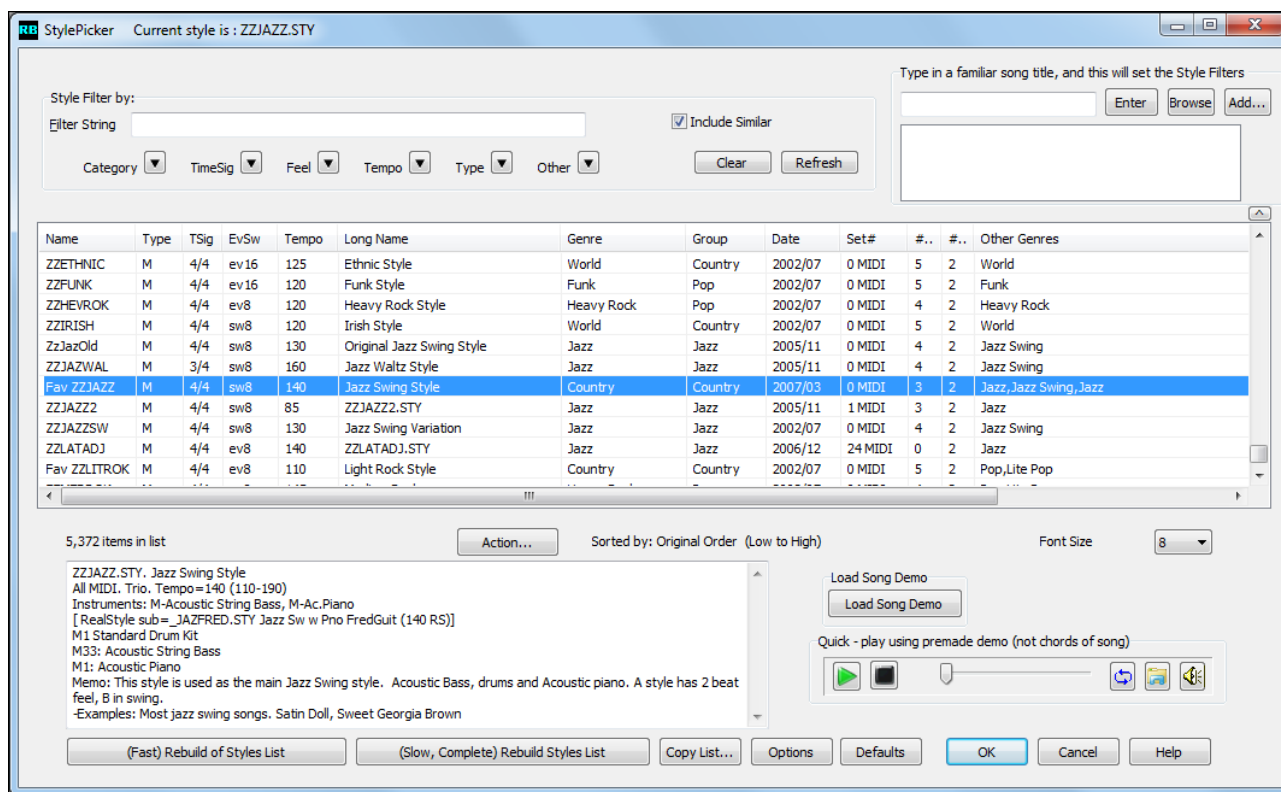 RB StylePicker Current style is : ZZJAZZ.STY
Type in a familiar song title, and this will set the Style Filters
Enter Browse Add...
Style Filter by:
Filter String
Include Similar
Category TimeSig Feel Tempo Type Other Clear Refresh
Name Type TSig EvSw Tempo Long Name Genre Group Date Set# #.. #.. Other Genres
ZZETHNIC M 4/4 ev16 125 Ethnic Style World Country 2002/07 0 MIDI 5 2 World
ZZFUNK M 4/4 ev16 120 Funk Style Funk Pop 2002/07 0 MIDI 5 2 Funk
ZZHEVROK M 4/4 ev8 120 Heavy Rock Style Heavy Rock Pop 2002/07 0 MIDI 4 2 Heavy Rock
ZZIRISH M 4/4 sw8 120 Irish Style World Country 2002/07 0 MIDI 5 2 World
ZzJazOld M 4/4 sw8 130 Original Jazz Swing Style Jazz Jazz 2005/11 0 MIDI 4 2 Jazz Swing
ZZJAZWAL M 3/4 sw8 160 Jazz Waltz Style Jazz Jazz 2005/11 0 MIDI 4 2 Jazz Swing
Fav ZZJAZZ M 4/4 sw8 140 Jazz Swing Style Country Country 2007/03 0 MIDI 3 2 Jazz,Jazz Swing,Jazz
ZZJAZZ2 M 4/4 sw8 85 ZZJAZZ2.STY Jazz Jazz 2005/11 1 MIDI 3 2 Jazz
ZZJAZZSW M 4/4 sw8 130 Jazz Swing Variation Jazz Jazz 2002/07 0 MIDI 4 2 Jazz Swing
ZZLATADJ M 4/4 ev8 140 ZZLATADJ.STY Jazz Jazz 2006/12 24 MIDI 0 2 Jazz
Fav ZZLITROK M 4/4 ev8 110 Light Rock Style Country Country 2002/07 0 MIDI 5 2 Pop,Lite Pop
5,372 items in list Action... Sorted by: Original Order (Low to High) Font Size 8
ZZJAZZ.STY. Jazz Swing Style
All MIDI. Trio. Tempo=140 (110-190)
Instruments: M-Acoustic String Bass, M-Ac.Piano
[ RealStyle sub=_JAZFRED.STY Jazz Sw w Pno FredGuit (140 RS)]
M1 Standard Drum Kit
M33: Acoustic String Bass
M1: Acoustic Piano
Memo: This style is used as the main Jazz Swing style. Acoustic Bass, drums and Acoustic piano. A style has 2 beat
feel, B in swing.
-Examples: Most jazz swing songs. Satin Doll, Sweet Georgia Brown
Load Song Demo
Load Song Demo
Quick - play using premade demo (not chords of song)
(Fast) Rebuild of Styles List (Slow, Complete) Rebuild Styles List Copy List... Options Defaults OK Cancel Help